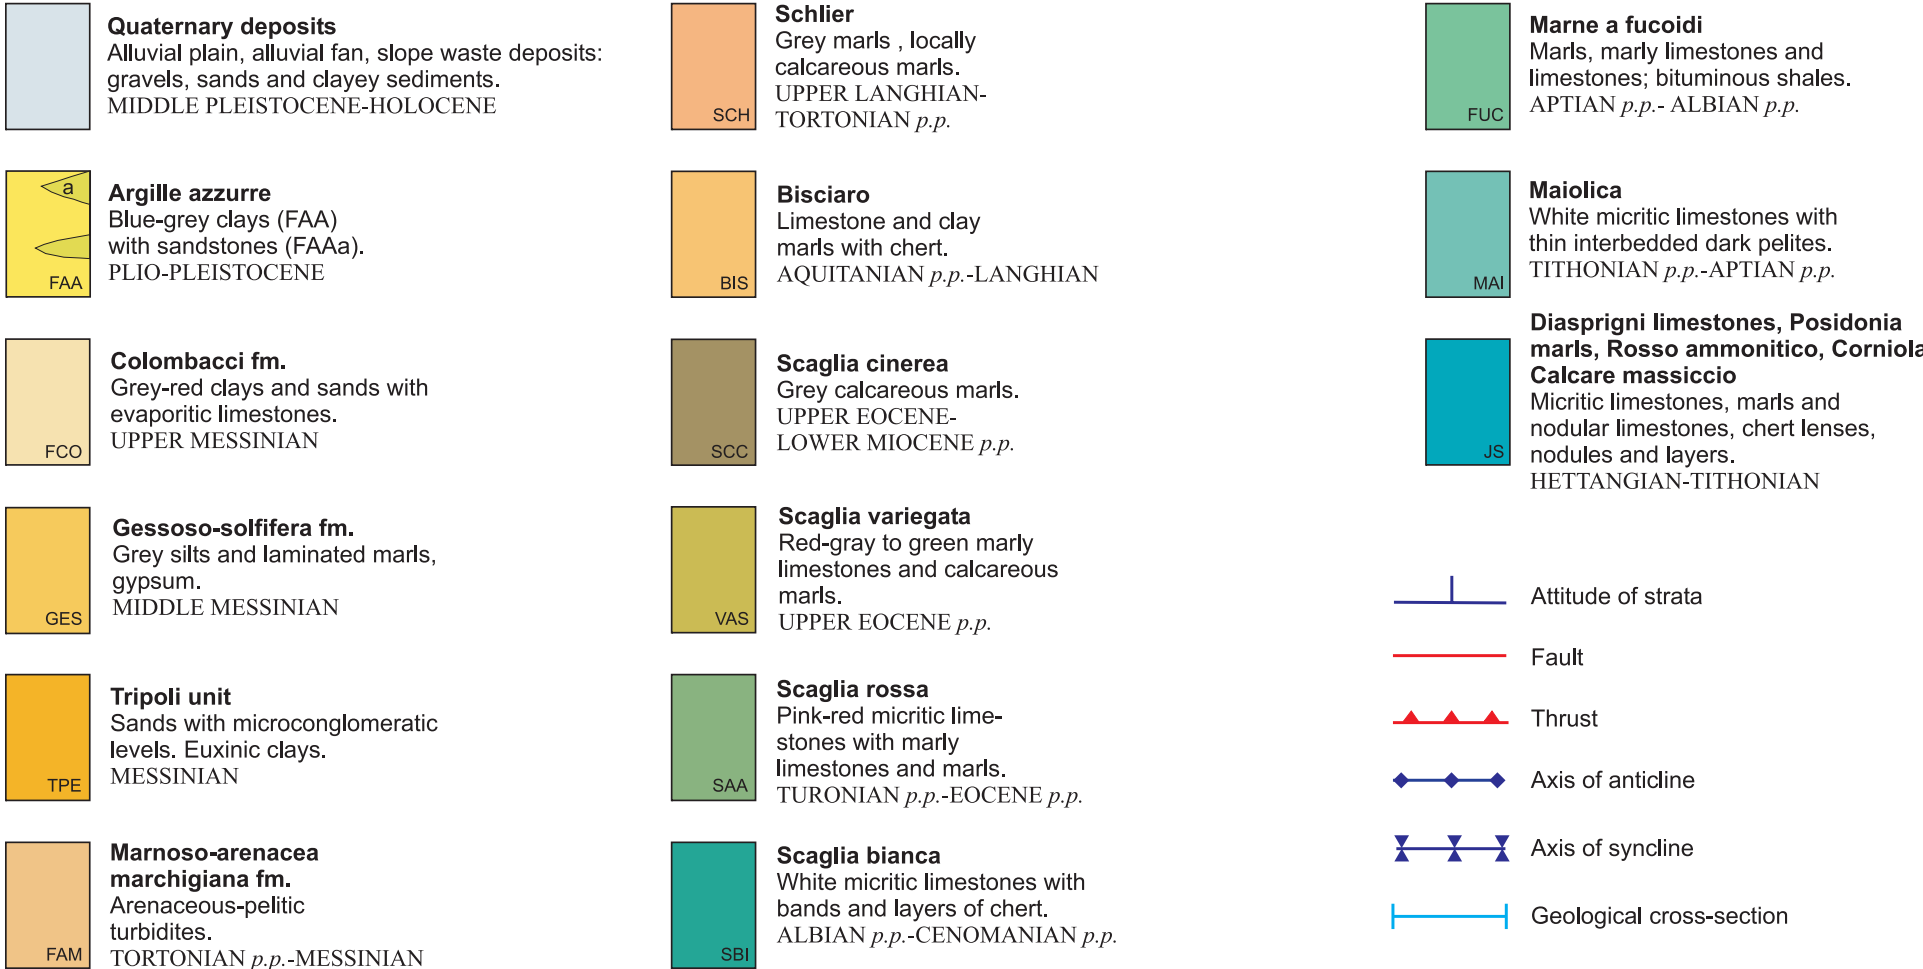 Quaternary deposits
Alluvial plain, alluvial fan, slope waste deposits:
gravels, sands and clayey sediments.
MIDDLE PLEISTOCENE-HOLOCENE
a
FAA
Argille azzurre
Blue-grey clays (FAA)
with sandstones (FAAa).
PLIO-PLEISTOCENE
FCO
Colombacci fm.
Grey-red clays and sands with
evaporitic limestones.
UPPER MESSINIAN
GES
Gessoso-solfifera fm.
Grey silts and laminated marls,
gypsum.
MIDDLE MESSINIAN
TPE
Tripoli unit
Sands with microconglomeratic
levels. Euxinic clays.
MESSINIAN
FAM
Marnoso-arenacea
marchigiana fm.
Arenaceous-pelitic
turbidites.
TORTONIAN p.p.-MESSINIAN
SCH
Schlier
Grey marls , locally
calcareous marls.
UPPER LANGHIAN-
TORTONIAN p.p.
BIS
Bisciaro
Limestone and clay
marls with chert.
AQUITANIAN p.p.-LANGHIAN
SCC
Scaglia cinerea
Grey calcareous marls.
UPPER EOCENE-
LOWER MIOCENE p.p.
VAS
Scaglia variegata
Red-gray to green marly
limestones and calcareous
marls.
UPPER EOCENE p.p.
SAA
Scaglia rossa
Pink-red micritic lime-
stones with marly
limestones and marls.
TURONIAN p.p.-EOCENE p.p.
SBI
Scaglia bianca
White micritic limestones with
bands and layers of chert.
ALBIAN p.p.-CENOMANIAN p.p.
FUC
Marne a fucoidi
Marls, marly limestones and
limestones; bituminous shales.
APTIAN p.p.- ALBIAN p.p.
MAI
Maiolica
White micritic limestones with
thin interbedded dark pelites.
TITHONIAN p.p.-APTIAN p.p.
JS
Diasprigni limestones, Posidonia
marls, Rosso ammonitico, Corniola
Calcare massiccio
Micritic limestones, marls and
nodular limestones, chert lenses,
nodules and layers.
HETTANGIAN-TITHONIAN
Attitude of strata
Fault
Thrust
Axis of anticline
Axis of syncline
Geological cross-section